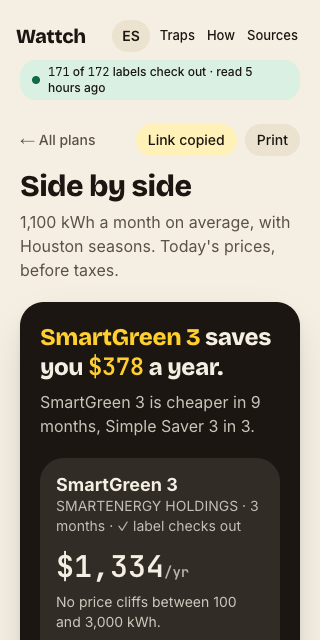 Wattch ES Traps How Sources
171 of 172 labels check out · read 5
hours ago
← All plans Link copied Print
Side by side
1,100 kWh a month on average, with
Houston seasons. Today's prices,
before taxes.
SmartGreen 3 saves
you $378 a year.
SmartGreen 3 is cheaper in 9
months, Simple Saver 3 in 3.
SmartGreen 3
SMARTENERGY HOLDINGS · 3
months · ✓ label checks out
$1,334/yr
No price cliffs between 100
and 3,000 kWh.